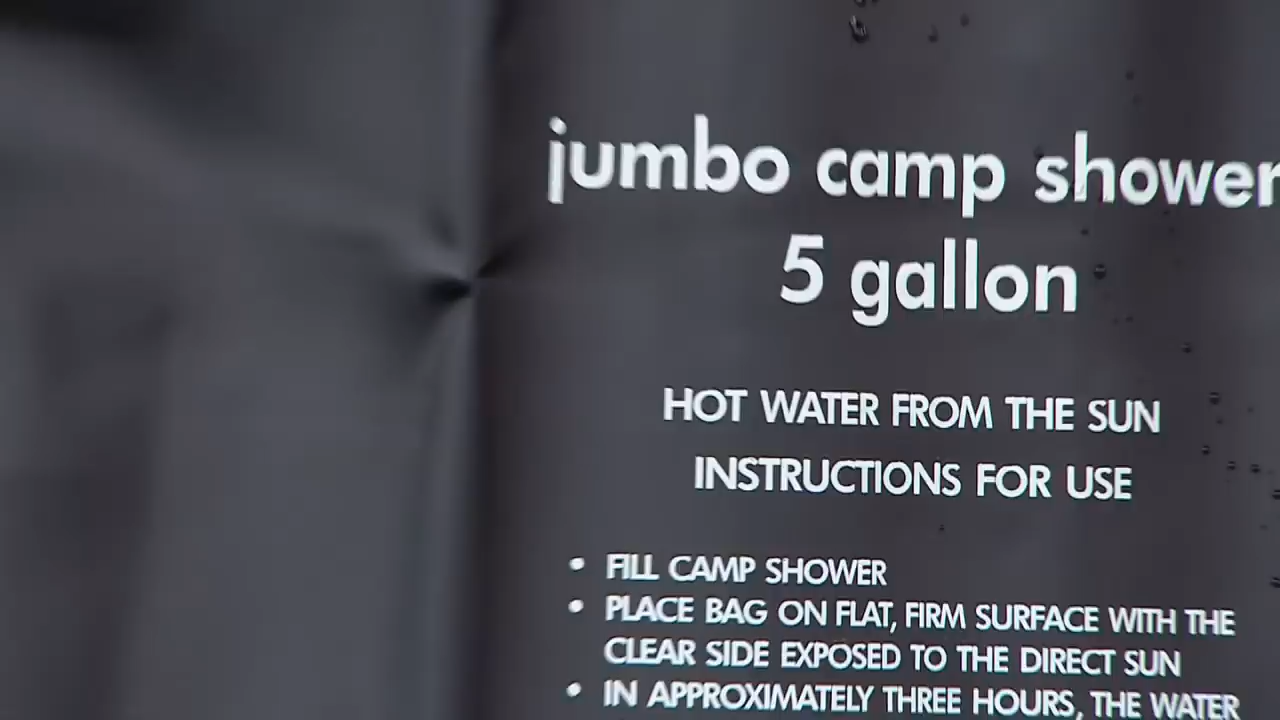 jumbo camp shower
5 gallon
HOT WATER FROM THE SUN
INSTRUCTIONS FOR USE
• FILL CAMP SHOWER
• PLACE BAG ON FLAT, FIRM SURFACE WITH THE
CLEAR SIDE EXPOSED TO THE DIRECT SUN
• IN APPROXIMATELY THREE HOURS, THE WATER